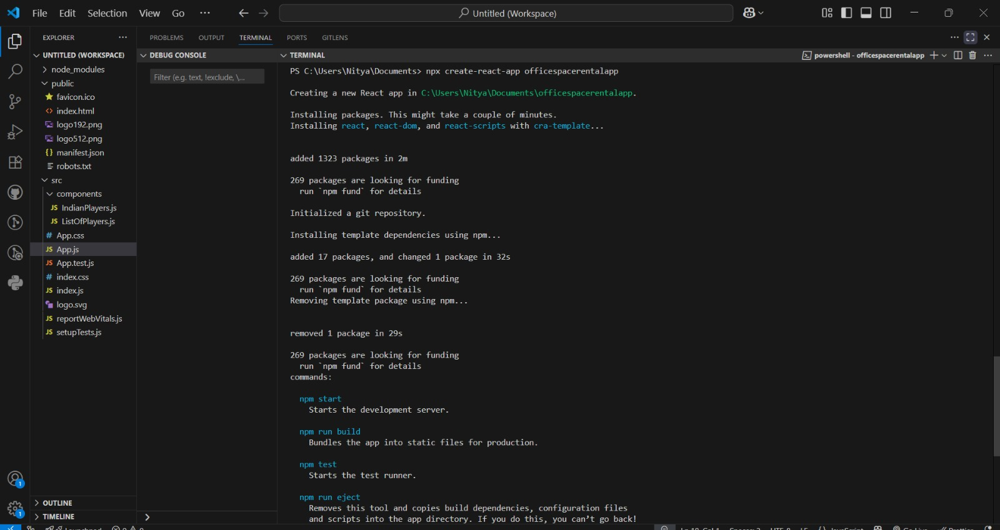 File Edit Selection View Go ...
Untitled (Workspace)
EXPLORER
UNTITLED (WORKSPACE)
node_modules
public
favicon.ico
index.html
logo192.png
logo512.png
manifest.json
robots.txt
src
components
JS IndianPlayers.js
JS ListOfPlayers.js
# App.css
JS App.js
JS App.test.js
# index.css
JS index.js
logo.svg
JS reportWebVitals.js
JS setupTests.js
OUTLINE
TIMELINE
1
1
PROBLEMS OUTPUT TERMINAL PORTS GITLENS
DEBUG CONSOLE
Filter (e.g. text, !exclude, \...
TERMINAL
powershell - officespacerentalapp
PS C:\Users\Nitya\Documents> npx create-react-app officespacerentalapp
Creating a new React app in C:\Users\Nitya\Documents\officespacerentalapp.
Installing packages. This might take a couple of minutes.
Installing react, react-dom, and react-scripts with cra-template...
added 1323 packages in 2m
269 packages are looking for funding
run `npm fund` for details
Initialized a git repository.
Installing template dependencies using npm...
added 17 packages, and changed 1 package in 32s
269 packages are looking for funding
run `npm fund` for details
Removing template package using npm...
removed 1 package in 29s
269 packages are looking for funding
run `npm fund` for details
commands:
npm start
Starts the development server.
npm run build
Bundles the app into static files for production.
npm test
Starts the test runner.
npm run eject
Removes this tool and copies build dependencies, configuration files
and scripts into the app directory. If you do this, you can't go back!